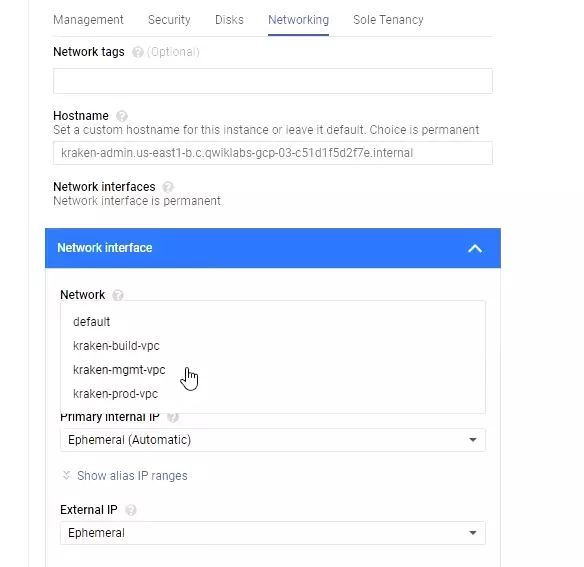 Management Security Disks Networking Sole Tenancy
Network tags (Optional)
Hostname
Set a custom hostname for this instance or leave it default. Choice is permanent
kraken-admin.us-east1-b.c.qwiklabs-gcp-03-c51d1f5d2f7e.internal
Network interfaces
Network interface is permanent
Network interface
Network
default
kraken-build-vpc
kraken-mgmt-vpc
kraken-prod-vpc
Primary internal IP
Ephemeral (Automatic)
Show alias IP ranges
External IP
Ephemeral